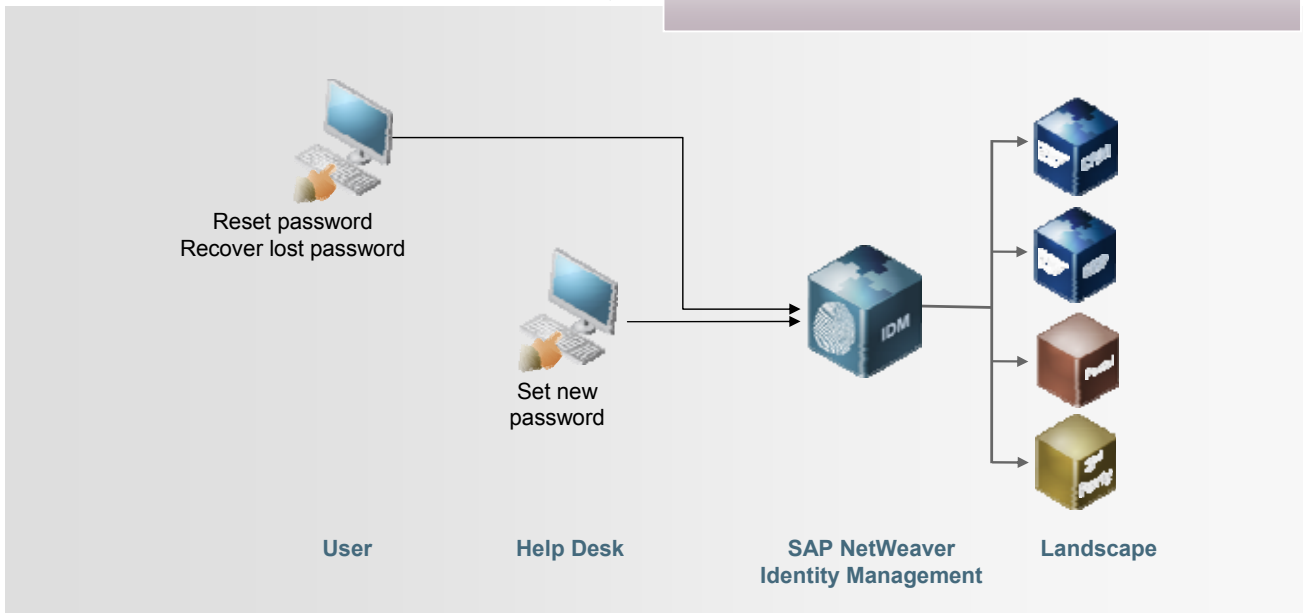 Reset password
Recover lost password
Set new
password
IDM
User
Help Desk
SAP NetWeaver
Identity Management
Landscape